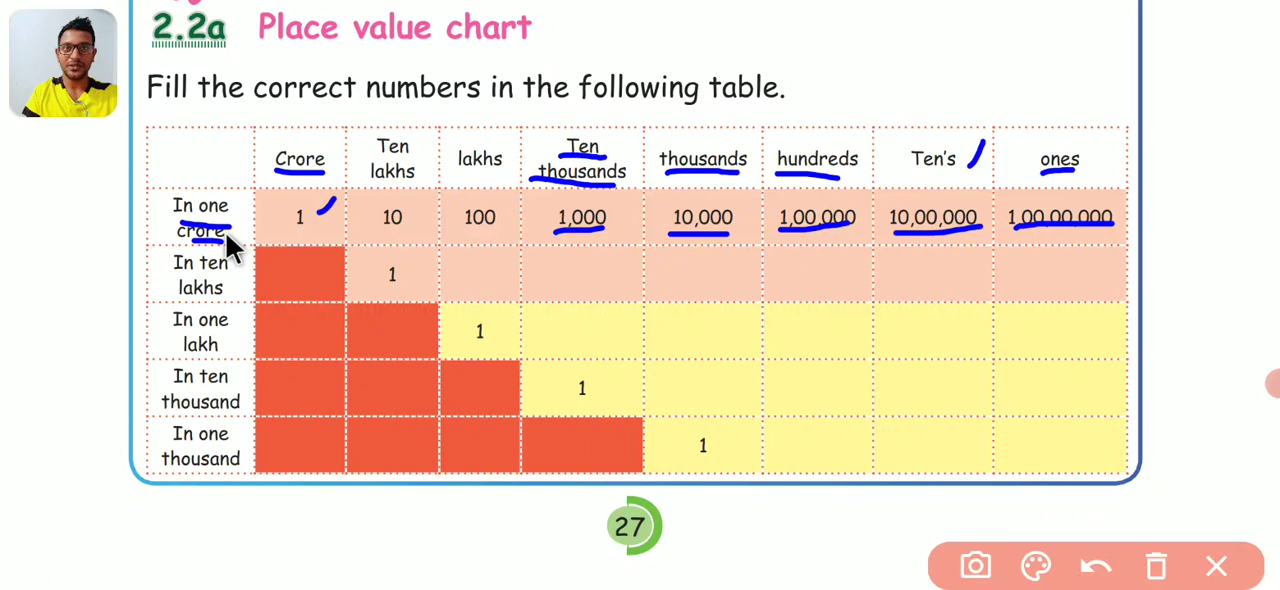 2.2a Place value chart
Fill the correct numbers in the following table.
Crore Ten lakhs lakhs Ten thousands thousands hundreds Ten's ones
In one crore 1 10 100 1,000 10,000 1,00,000 10,00,000 1,00,00,000
In ten lakhs 1
In one lakh 1
In ten thousand 1
In one thousand 1
27